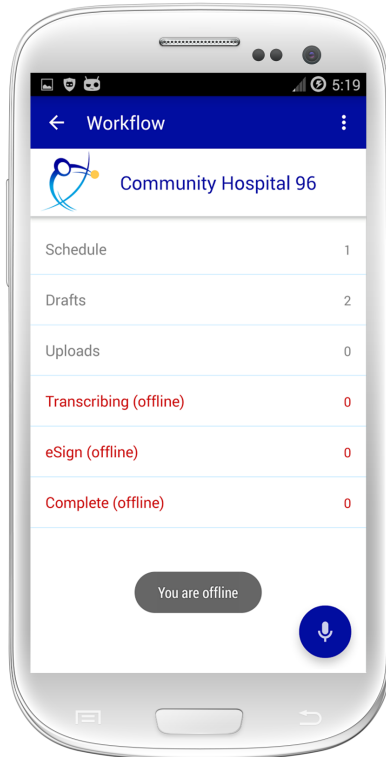 5:19
Workflow
Community Hospital 96
Schedule 1
Drafts 2
Uploads 0
Transcribing (offline) 0
eSign (offline) 0
Complete (offline) 0
You are offline